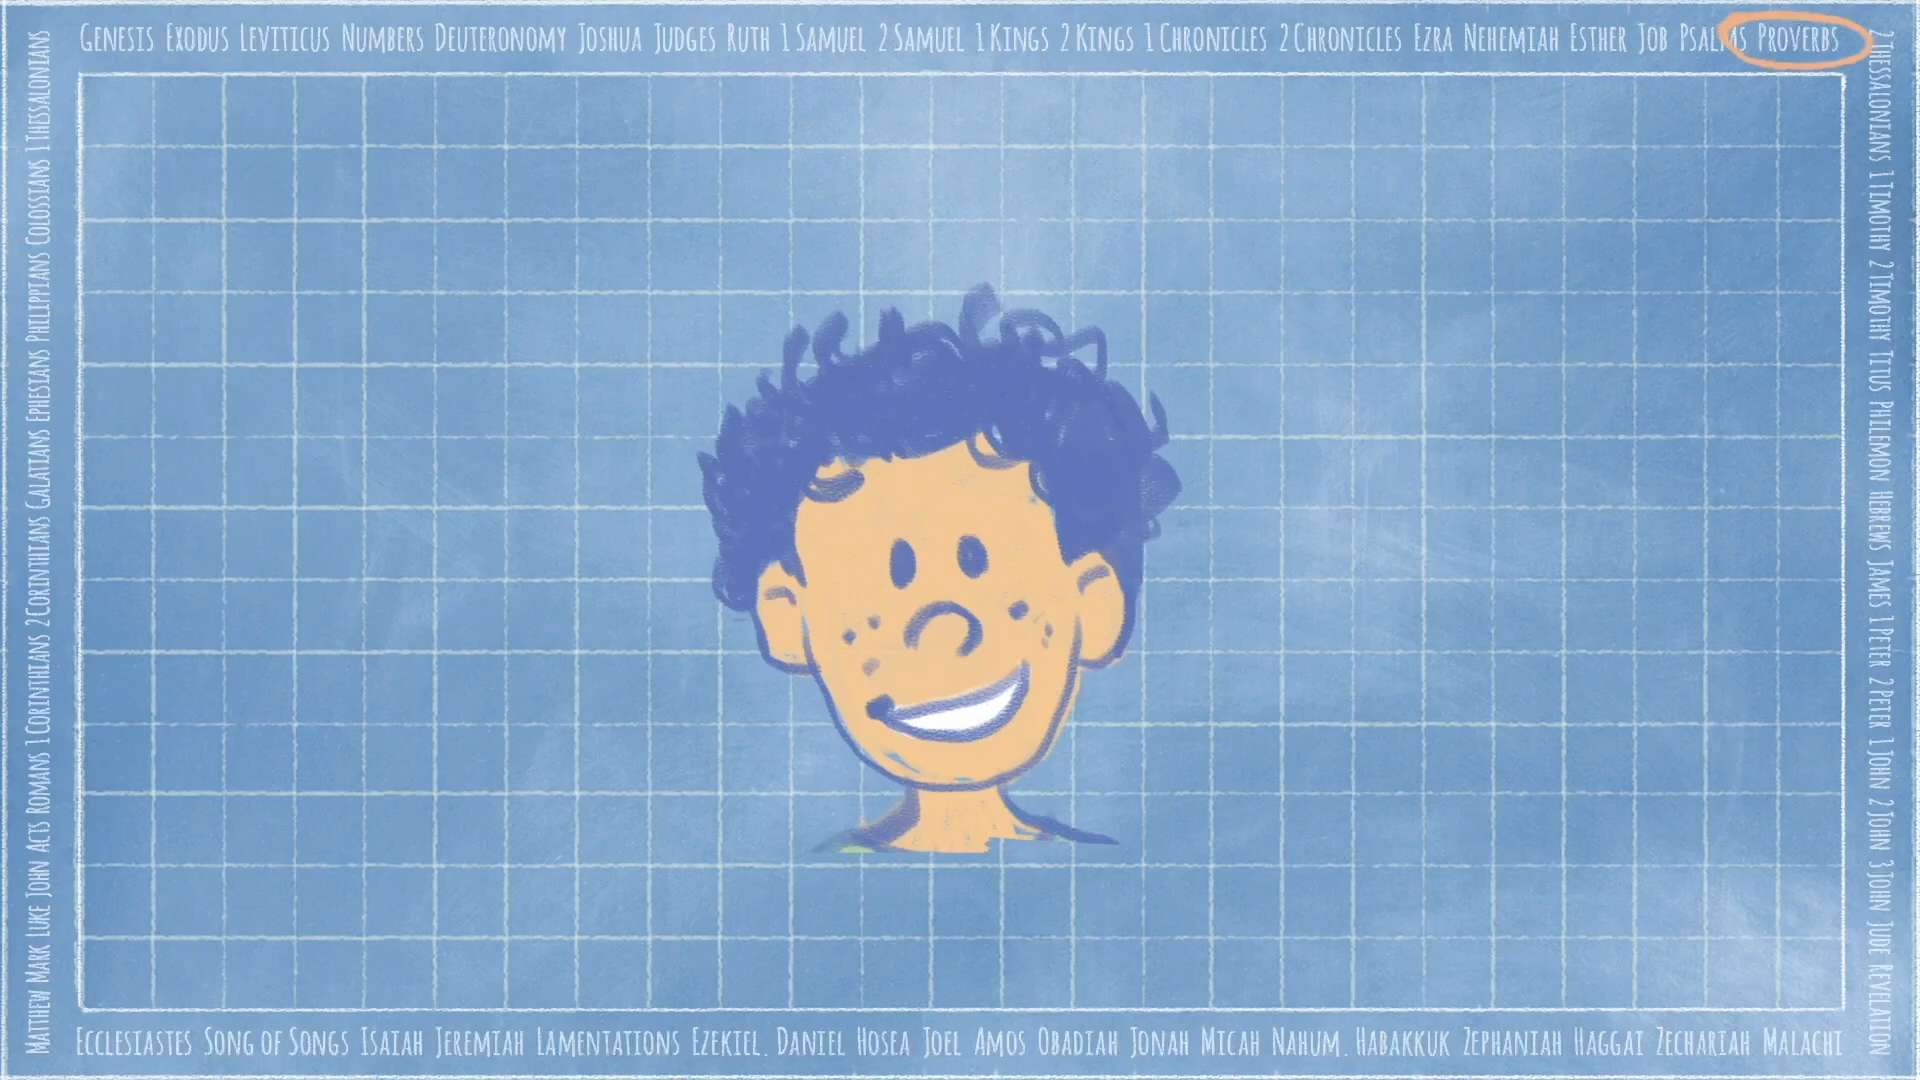 Genesis Exodus Leviticus Numbers Deuteronomy Joshua Judges Ruth 1 Samuel 2 Samuel 1 Kings 2 Kings 1 Chronicles 2 Chronicles Ezra Nehemiah Esther Job Psalms Proverbs
Matthew Mark Luke John Acts Romans 1 Corinthians 2 Corinthians Galatians Ephesians Philippians Colossians 1 Thessalonians
2 Thessalonians 1 Timothy 2 Timothy Titus Philemon Hebrews James 1 Peter 2 Peter 1 John 2 John 3 John Jude Revelation
Ecclesiastes Song of Songs Isaiah Jeremiah Lamentations Ezekiel. Daniel Hosea Joel Amos Obadiah Jonah Micah Nahum. Habakkuk Zephaniah Haggai Zechariah Malachi